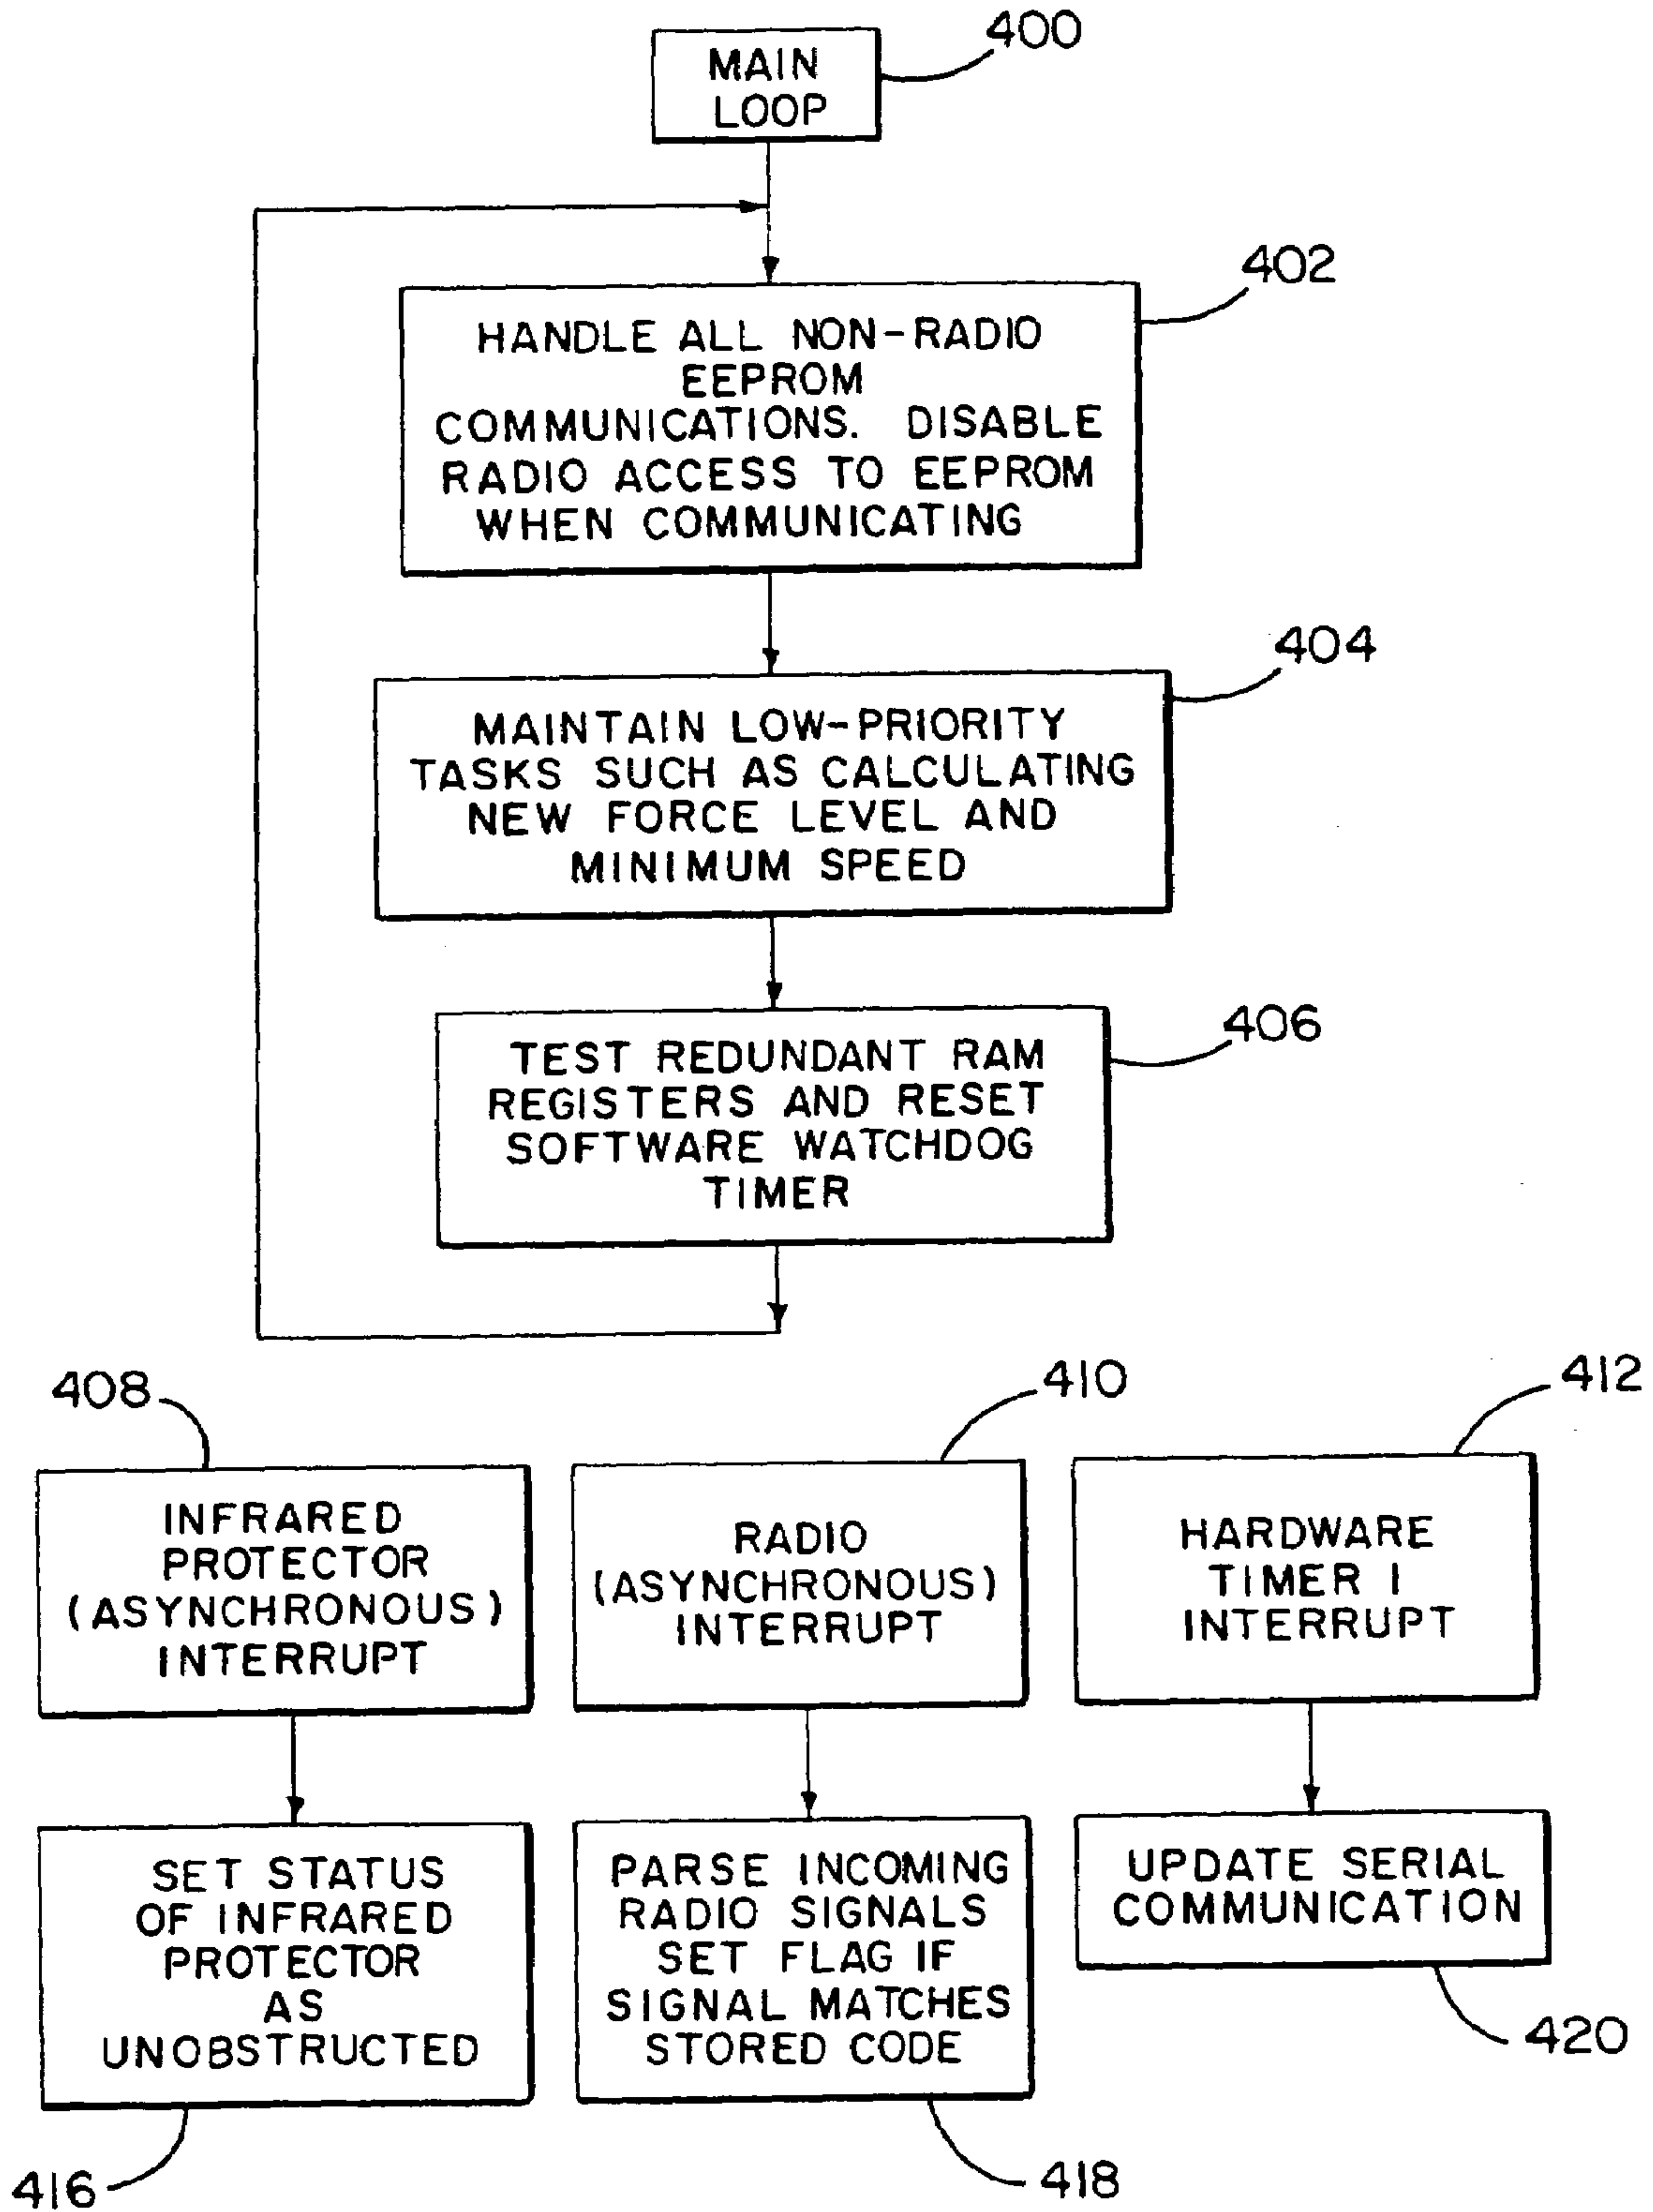 400
MAIN
LOOP
402
HANDLE ALL NON-RADIO
EEPROM
COMMUNICATIONS. DISABLE
RADIO ACCESS TO EEPROM
WHEN COMMUNICATING
404
MAINTAIN LOW-PRIORITY
TASKS SUCH AS CALCULATING
NEW FORCE LEVEL AND
MINIMUM SPEED
406
TEST REDUNDANT RAM
REGISTERS AND RESET
SOFTWARE WATCHDOG
TIMER
408
INFRARED
PROTECTOR
(ASYNCHRONOUS)
INTERRUPT
410
RADIO
(ASYNCHRONOUS)
INTERRUPT
412
HARDWARE
TIMER I
INTERRUPT
SET STATUS
OF INFRARED
PROTECTOR
AS
UNOBSTRUCTED
416
PARSE INCOMING
RADIO SIGNALS
SET FLAG IF
SIGNAL MATCHES
STORED CODE
418
UPDATE SERIAL
COMMUNICATION
420